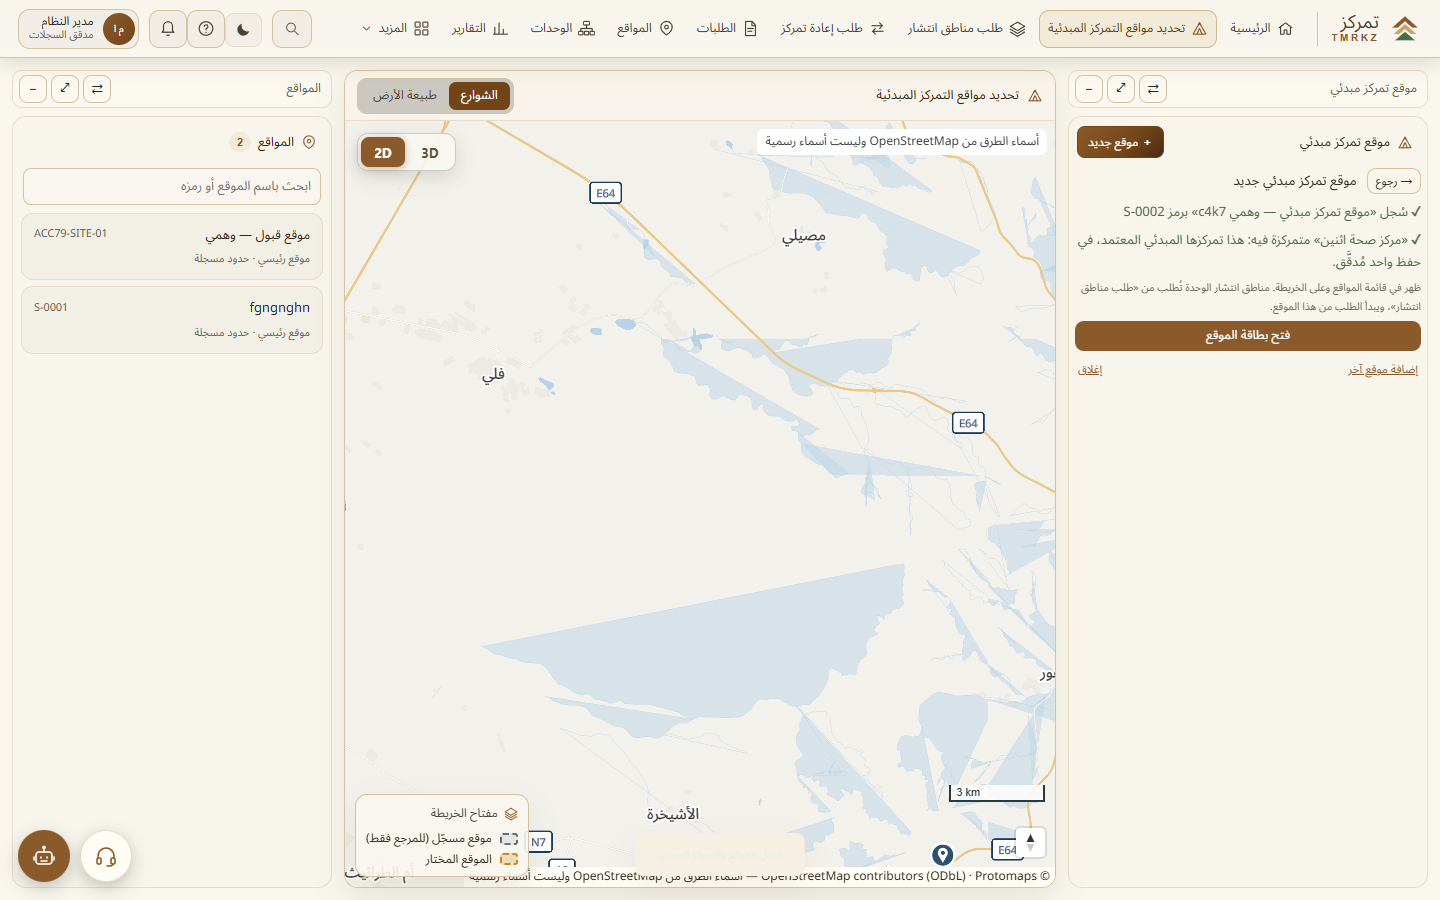 تمركز
TMRKZ
الرئيسية
تحديد مواقع التمركز المبدئية
طلب مناطق انتشار
طلب إعادة تمركز
الطلبات
المواقع
الوحدات
التقارير
المزيد
م ا
مدير النظام
مدقق السجلات
موقع تمركز مبدئي
موقع تمركز مبدئي
+ موقع جديد
→ رجوع
موقع تمركز مبدئي جديد
✓ سُجل «موقع تمركز مبدئي — وهمي c4k7» برمز S-0002
✓ «مركز صحة اثنين» متمركزة فيه: هذا تمركزها المبدئي المعتمد، في
حفظ واحد مُدقَّق.
ظهر في قائمة المواقع وعلى الخريطة. مناطق انتشار الوحدة تُطلب من «طلب مناطق
انتشار»، ويبدأ الطلب من هذا الموقع.
فتح بطاقة الموقع
إضافة موقع آخر
إغلاق
تحديد مواقع التمركز المبدئية
الشوارع
طبيعة الأرض
أسماء الطرق من OpenStreetMap وليست أسماء رسمية
2D
3D
E64
مصيلي
فلي
E64
3 km
الأشيخرة
E64
N7
مفتاح الخريطة
موقع مسجّل (للمرجع فقط)
الموقع المختار
© OpenStreetMap contributors (ODbL) · Protomaps — أسماء الطرق من OpenStreetMap وليست أسماء رسمية
المواقع
المواقع
2
ابحث باسم الموقع أو رمزه
موقع قبول — وهمي
ACC79-SITE-01
موقع رئيسي · حدود مسجلة
fgngnghn
S-0001
موقع رئيسي · حدود مسجلة